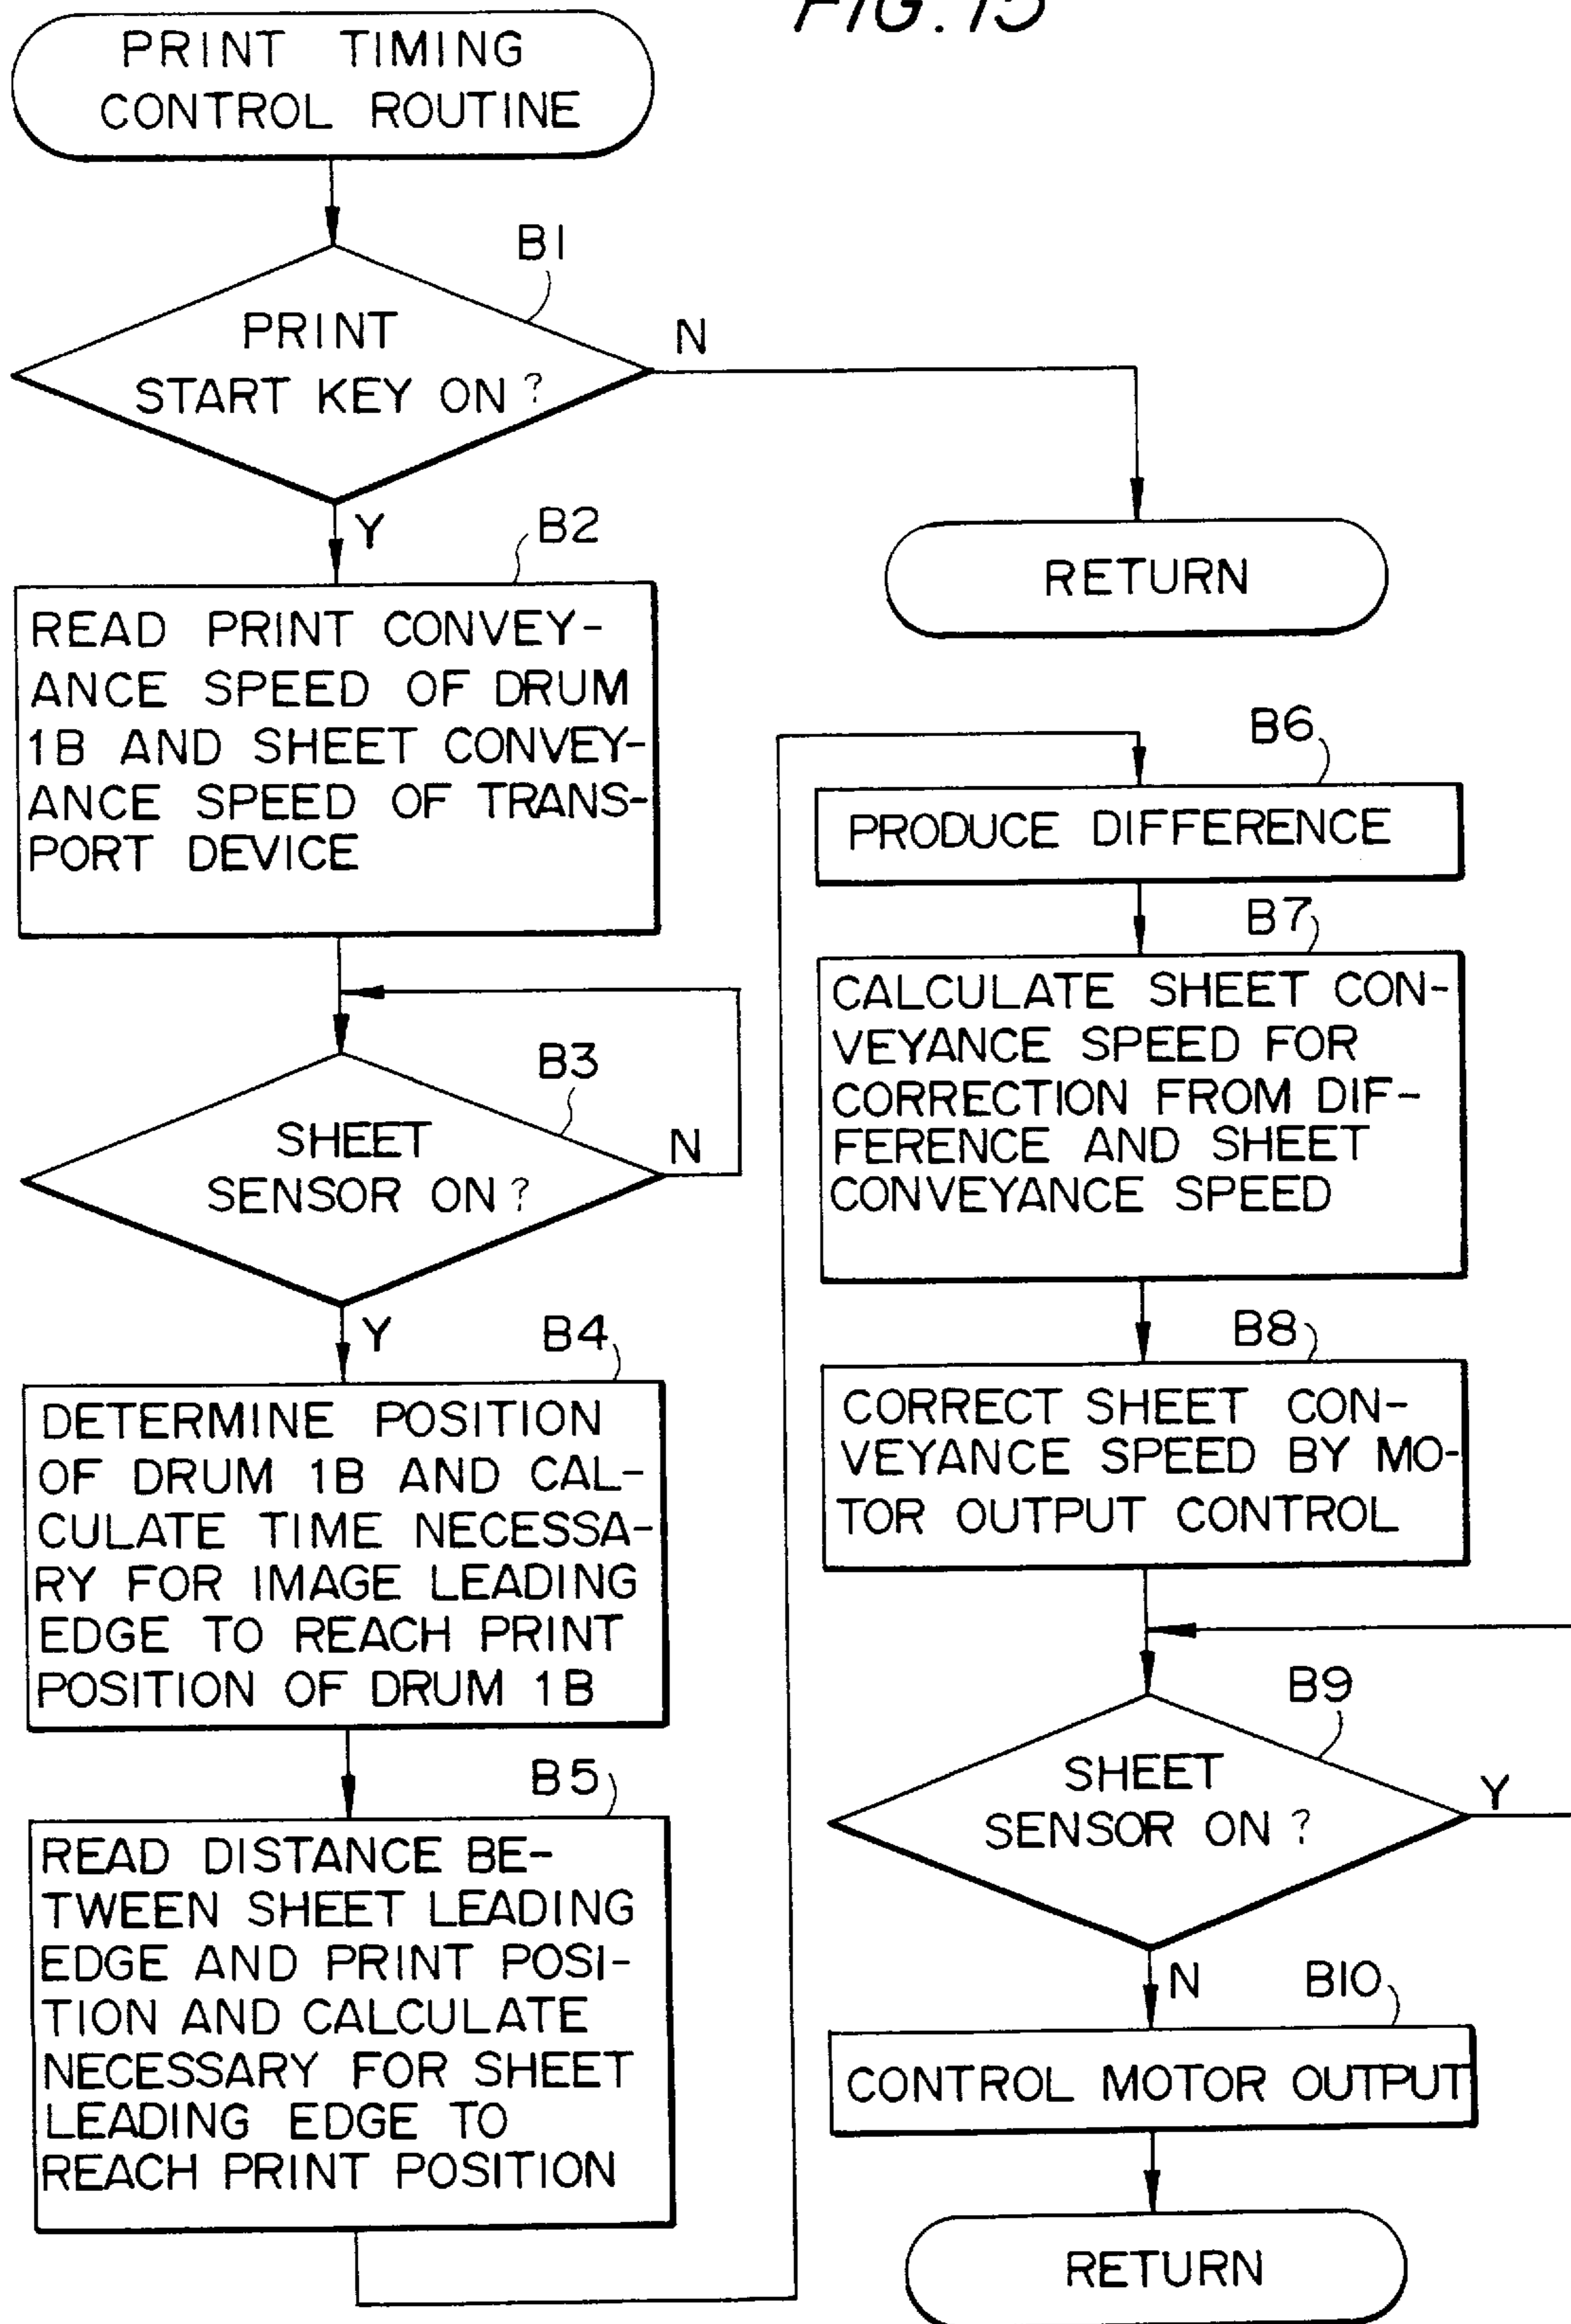 FIG. 15
PRINT TIMING
CONTROL ROUTINE
B1
PRINT
START KEY ON ?
N
Y
RETURN
B2
READ PRINT CONVEY-
ANCE SPEED OF DRUM
1B AND SHEET CONVEY-
ANCE SPEED OF TRANS-
PORT DEVICE
B3
SHEET
SENSOR ON ?
N
Y
B4
DETERMINE POSITION
OF DRUM 1B AND CAL-
CULATE TIME NECESSA-
RY FOR IMAGE LEADING
EDGE TO REACH PRINT
POSITION OF DRUM 1B
B5
READ DISTANCE BE-
TWEEN SHEET LEADING
EDGE AND PRINT POSI-
TION AND CALCULATE
NECESSARY FOR SHEET
LEADING EDGE TO
REACH PRINT POSITION
B6
PRODUCE DIFFERENCE
B7
CALCULATE SHEET CON-
VEYANCE SPEED FOR
CORRECTION FROM DIF-
FERENCE AND SHEET
CONVEYANCE SPEED
B8
CORRECT SHEET CON-
VEYANCE SPEED BY MO-
TOR OUTPUT CONTROL
B9
SHEET
SENSOR ON ?
Y
N
B10
CONTROL MOTOR OUTPUT
RETURN